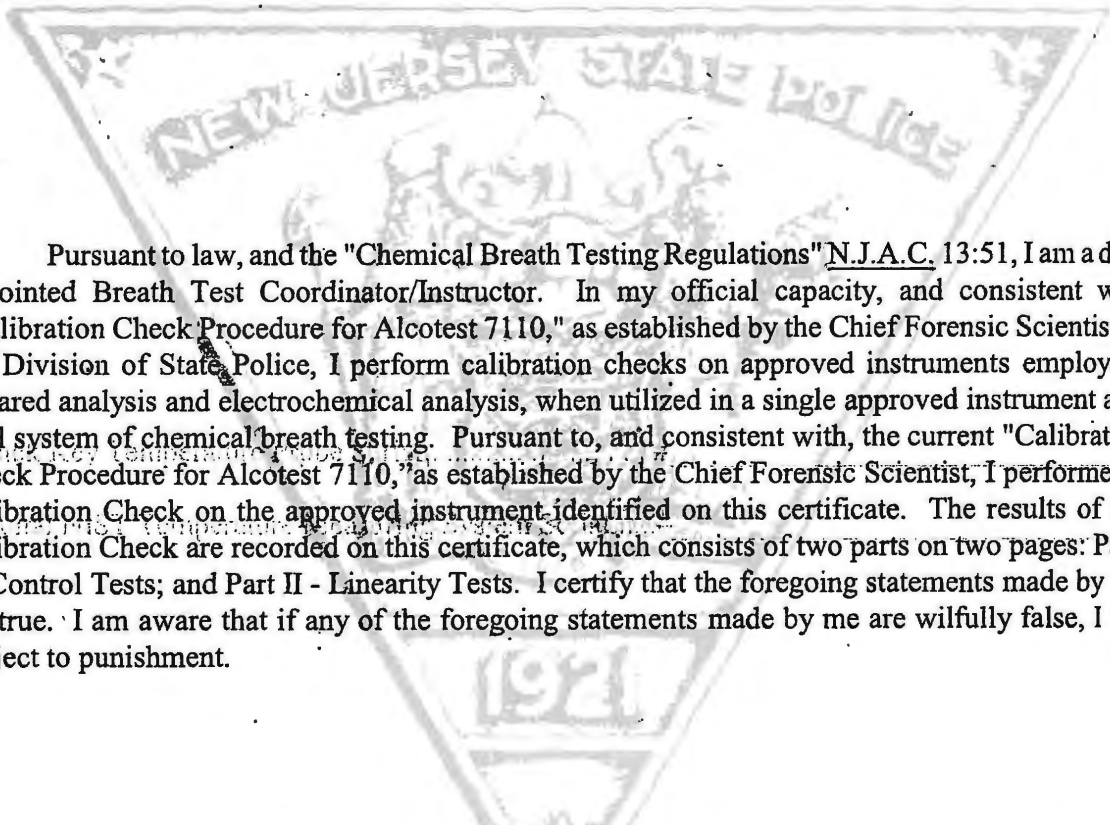 NEW JERSEY STATE POLICE
Pursuant to law, and the "Chemical Breath Testing Regulations" N.J.A.C. 13:51, I am a d
ointed Breath Test Coordinator/Instructor. In my official capacity, and consistent w
libration Check Procedure for Alcotest 7110," as established by the Chief Forensic Scientis
Division of State Police, I perform calibration checks on approved instruments employ
ared analysis and electrochemical analysis, when utilized in a single approved instrument a
l system of chemical breath testing. Pursuant to, and consistent with, the current "Calibrat
eck Procedure for Alcotest 7110," as established by the Chief Forensic Scientist, I performe
ibration Check on the approved instrument identified on this certificate. The results of
ibration Check are recorded on this certificate, which consists of two parts on two pages: P
Control Tests; and Part II - Linearity Tests. I certify that the foregoing statements made by
true. I am aware that if any of the foregoing statements made by me are wilfully false, I
ject to punishment.
1921